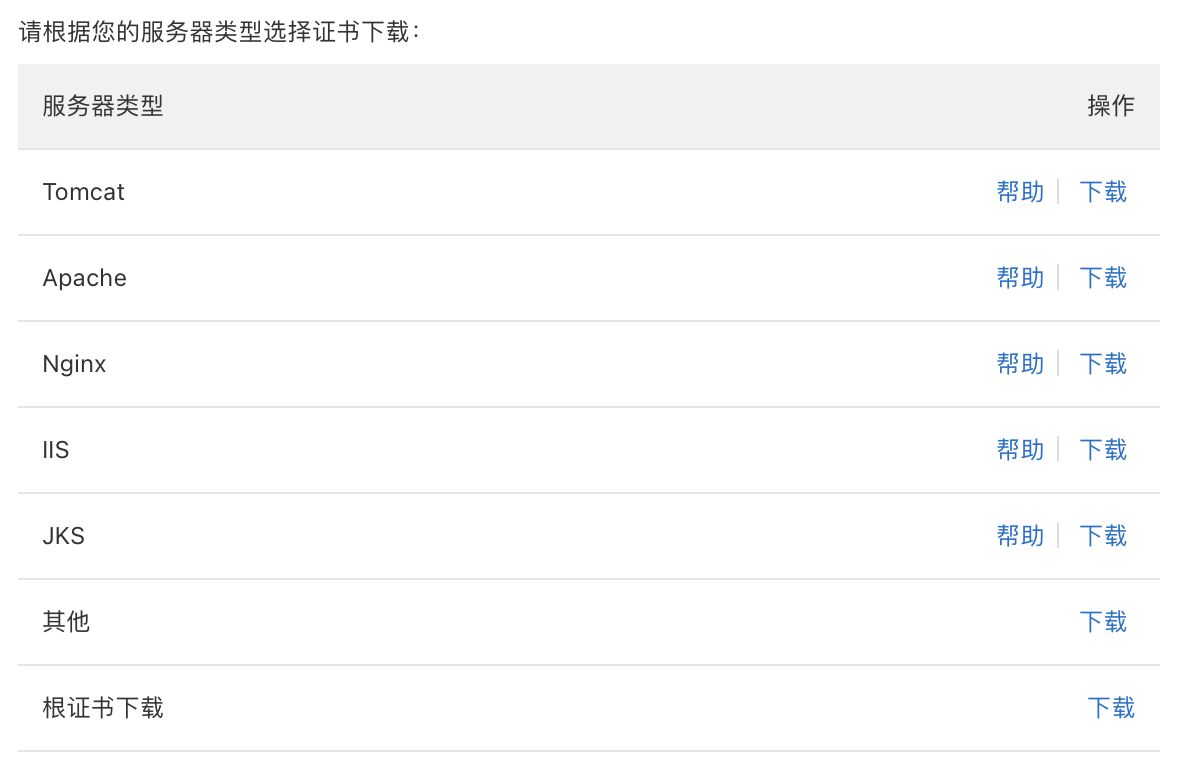 请根据您的服务器类型选择证书下载：
服务器类型 操作
Tomcat 帮助 下载
Apache 帮助 下载
Nginx 帮助 下载
IIS 帮助 下载
JKS 帮助 下载
其他 下载
根证书下载 下载